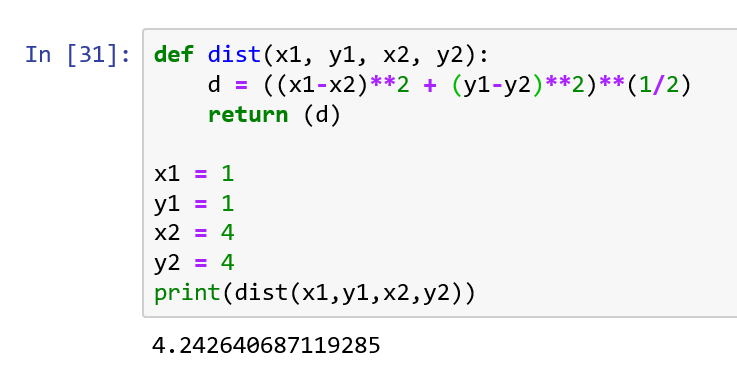 In [31]: def dist(x1, y1, x2, y2):
    d = ((x1-x2)**2 + (y1-y2)**2)**(1/2)
    return (d)

x1 = 1
y1 = 1
x2 = 4
y2 = 4
print(dist(x1,y1,x2,y2))
4.242640687119285